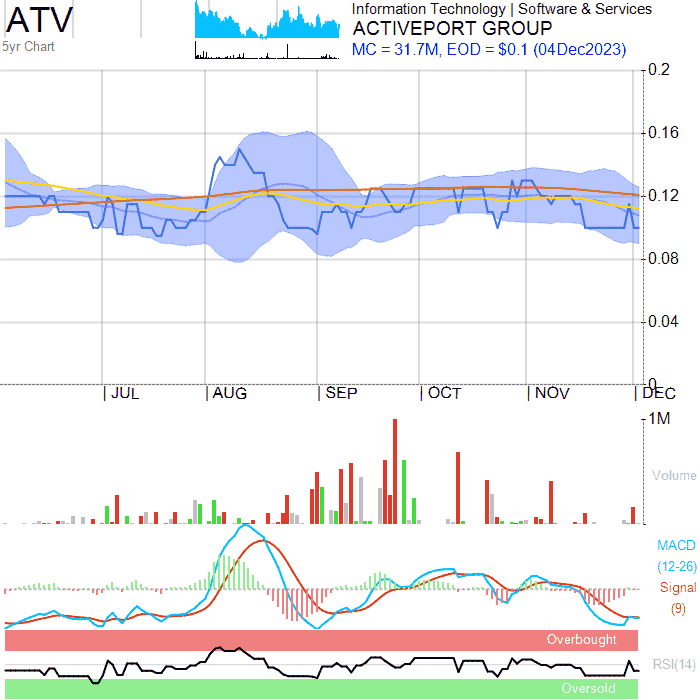 ATV
5yr Chart
Information Technology | Software & Services
ACTIVEPORT GROUP
MC = 31.7M, EOD = $0.1 (04Dec2023)
0.2
0.16
0.12
0.08
0.04
0
| JUL | AUG | SEP | OCT | NOV | DEC
1M
Volume
MACD
(12-26)
Signal
(9)
Overbought
RSI(14)
Oversold